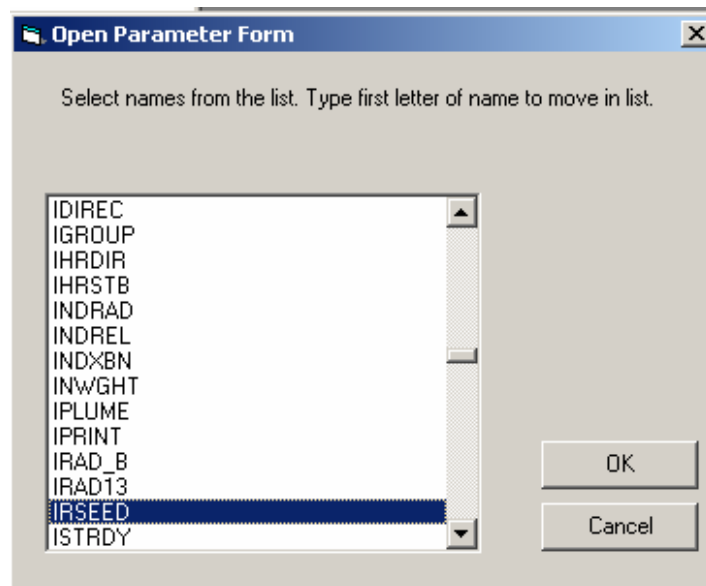 Open Parameter Form
Select names from the list. Type first letter of name to move in list.
IDIREC
IGROUP
IHRDIR
IHRSTB
INDRAD
INDREL
INDXBN
INWGHT
IPLUME
IPRINT
IRAD_B
IRAD13
IRSEED
ISTRDY
OK
Cancel